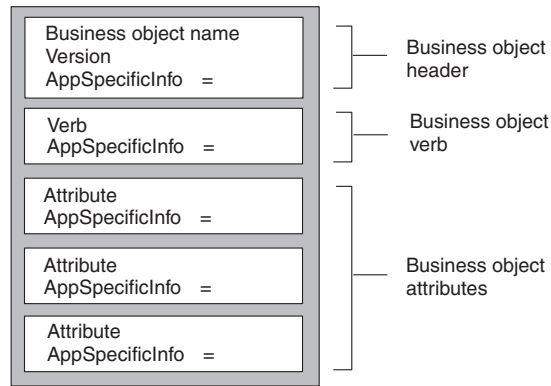 Business object name
Version
AppSpecificInfo =
Business object
header
Verb
AppSpecificInfo =
Business object
verb
Attribute
AppSpecificInfo =
Attribute
AppSpecificInfo =
Attribute
AppSpecificInfo =
Business object
attributes